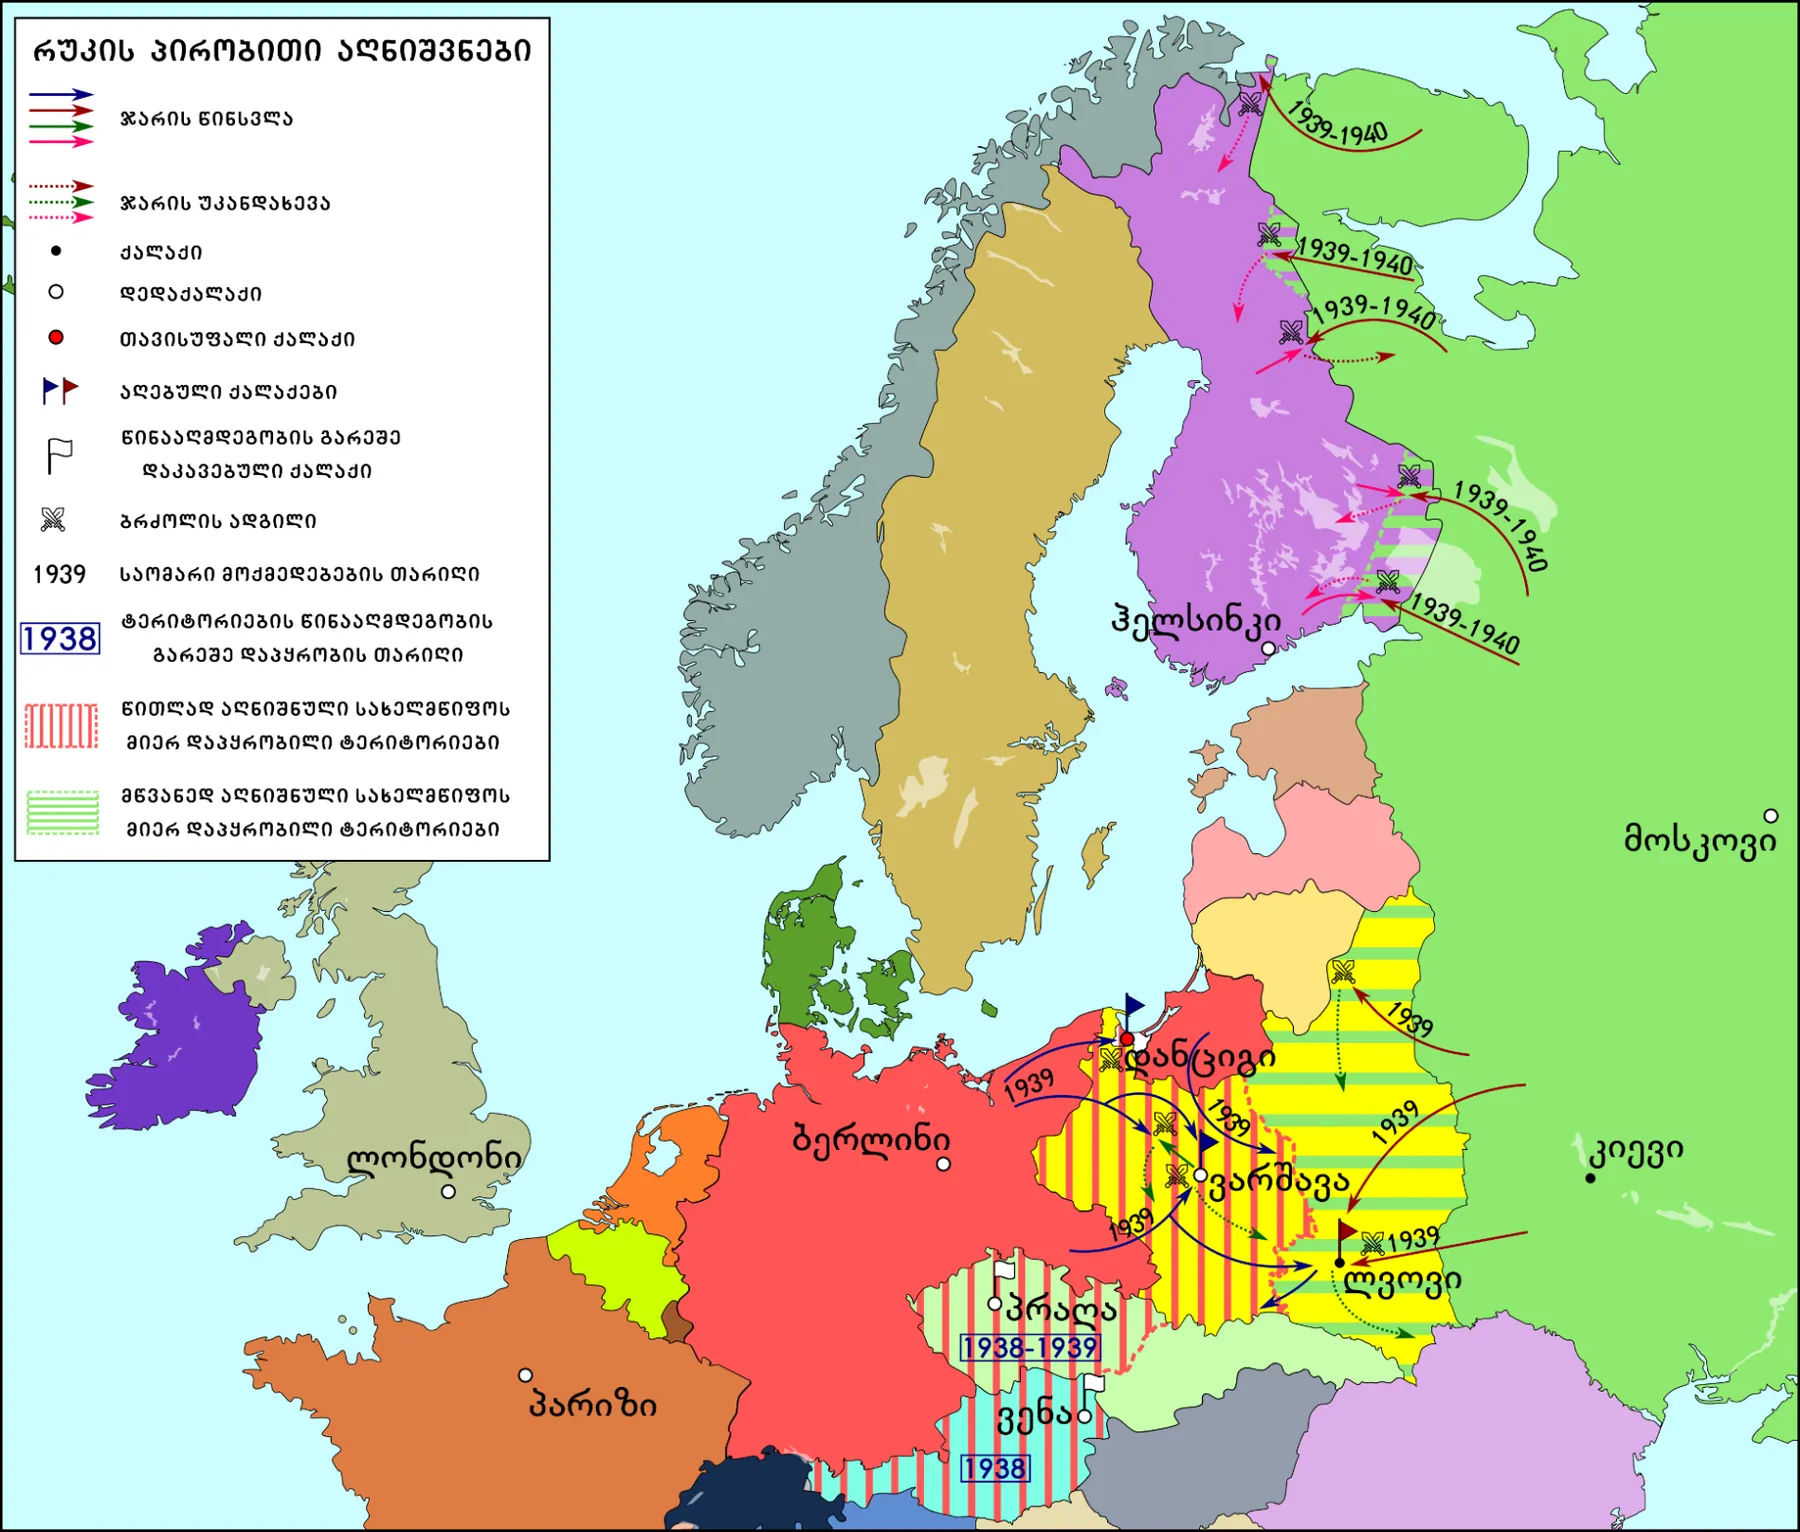 რუკის პირობითი აღნიშვნები
ჯარის წინსვლა
ჯარის უკანდახევა
ქალაქი
დედაქალაქი
თავისუფალი ქალაქი
აღებული ქალაქები
წინააღმდეგობის გარეშე
დაკავებული ქალაქი
ბრძოლის ადგილი
1939
საომარი მოქმედებების თარიღი
1938
ტერიტორიების წინააღმდეგობის
გარეშე დაპყრობის თარიღი
წითლად აღნიშნული სახელმწიფოს
მიერ დაპყრობილი ტერიტორიები
მწვანედ აღნიშნული სახელმწიფოს
მიერ დაპყრობილი ტერიტორიები
1939-1940
1939-1940
1939-1940
1939-1940
1939-1940
ჰელსინკი
მოსკოვი
1939
დანციგი
1939
1939
1939
ბერლინი
კიევი
ლონდონი
ვარშავა
1939
1939
ლვოვი
პრაღა
1938-1939
პარიზი
ვენა
1938